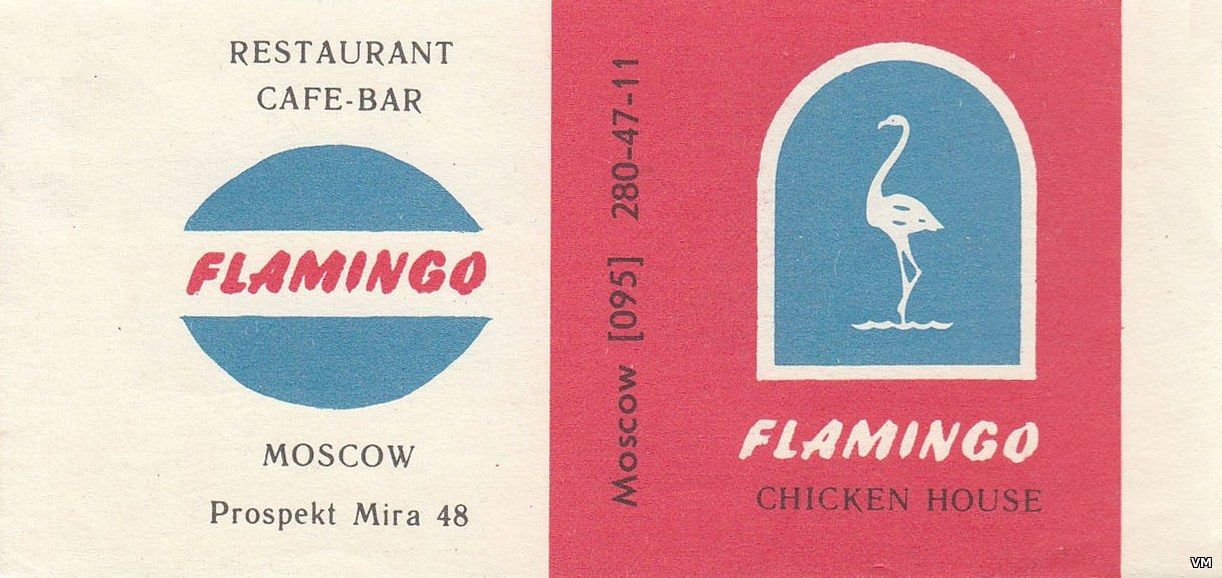 RESTAURANT
CAFE-BAR
FLAMINGO
MOSCOW
Prospekt Mira 48
Moscow [095] 280-47-11
FLAMINGO
CHICKEN HOUSE
VM